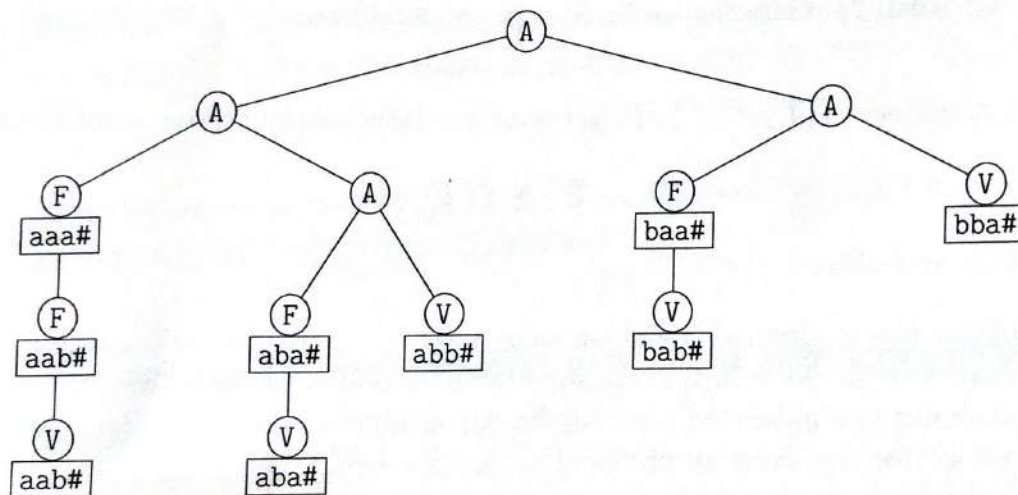 A
A A
F A F V
aaa# baa# bba#
F F V V
aab# aba# abb# bab#
V V
aab# aba#